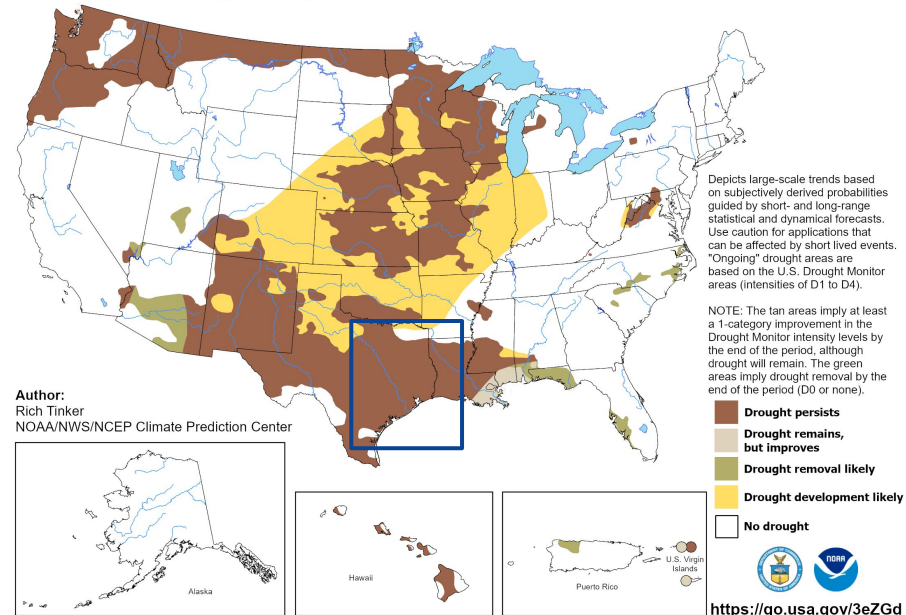 Depicts large-scale trends based
on subjectively derived probabilities
guided by short- and long-range
statistical and dynamical forecasts.
Use caution for applications that
can be affected by short lived events.
"Ongoing" drought areas are
based on the U.S. Drought Monitor
areas (intensities of D1 to D4).
NOTE: The tan areas imply at least
a 1-category improvement in the
Drought Monitor intensity levels by
the end of the period, although
drought will remain. The green
areas imply drought removal by the
end of the period (D0 or none).
Author:
Rich Tinker
NOAA/NWS/NCEP Climate Prediction Center
Drought persists
Drought remains,
but improves
Drought removal likely
Drought development likely
No drought
Alaska
Hawaii
Puerto Rico
U.S. Virgin
Islands
NOAA
https://go.usa.gov/3eZGd